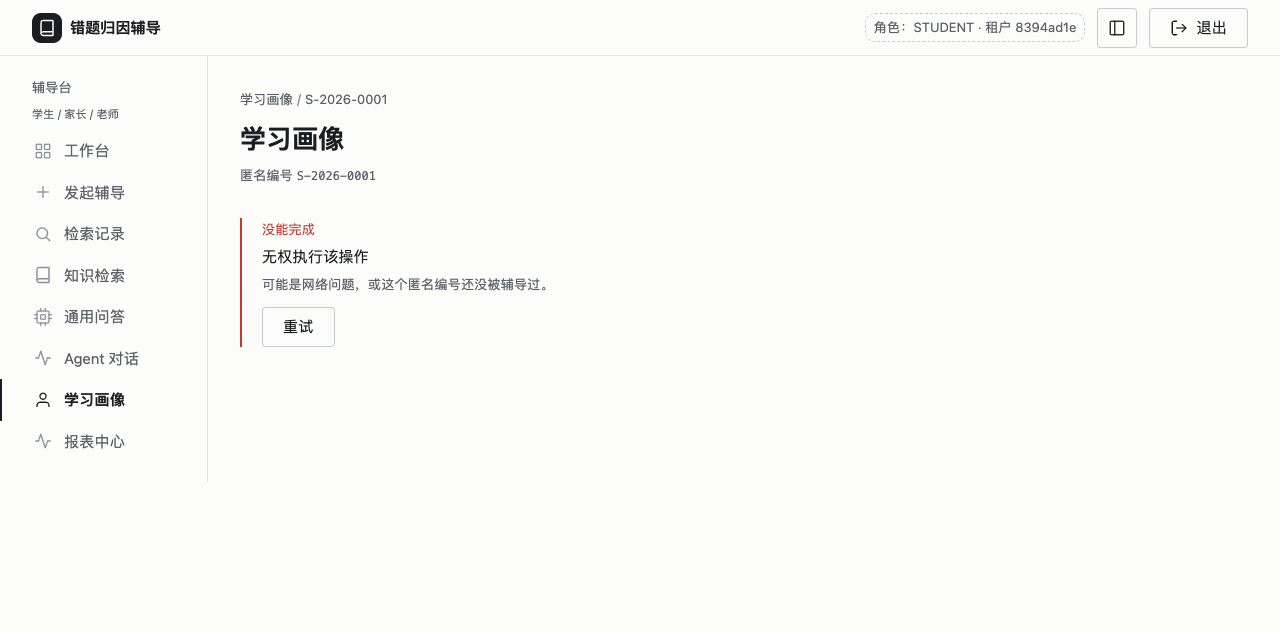 错题归因辅导
角色：STUDENT · 租户 8394ad1e
退出
辅导台
学生 / 家长 / 老师
工作台
发起辅导
检索记录
知识检索
通用问答
Agent 对话
学习画像
报表中心
学习画像 / S-2026-0001
学习画像
匿名编号 S-2026-0001
没能完成
无权执行该操作
可能是网络问题，或这个匿名编号还没被辅导过。
重试